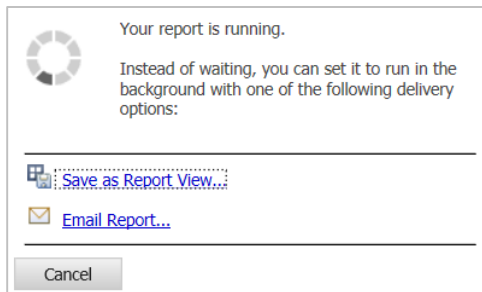 Your report is running.
Instead of waiting, you can set it to run in the
background with one of the following delivery
options:
Save as Report View...
Email Report...
Cancel